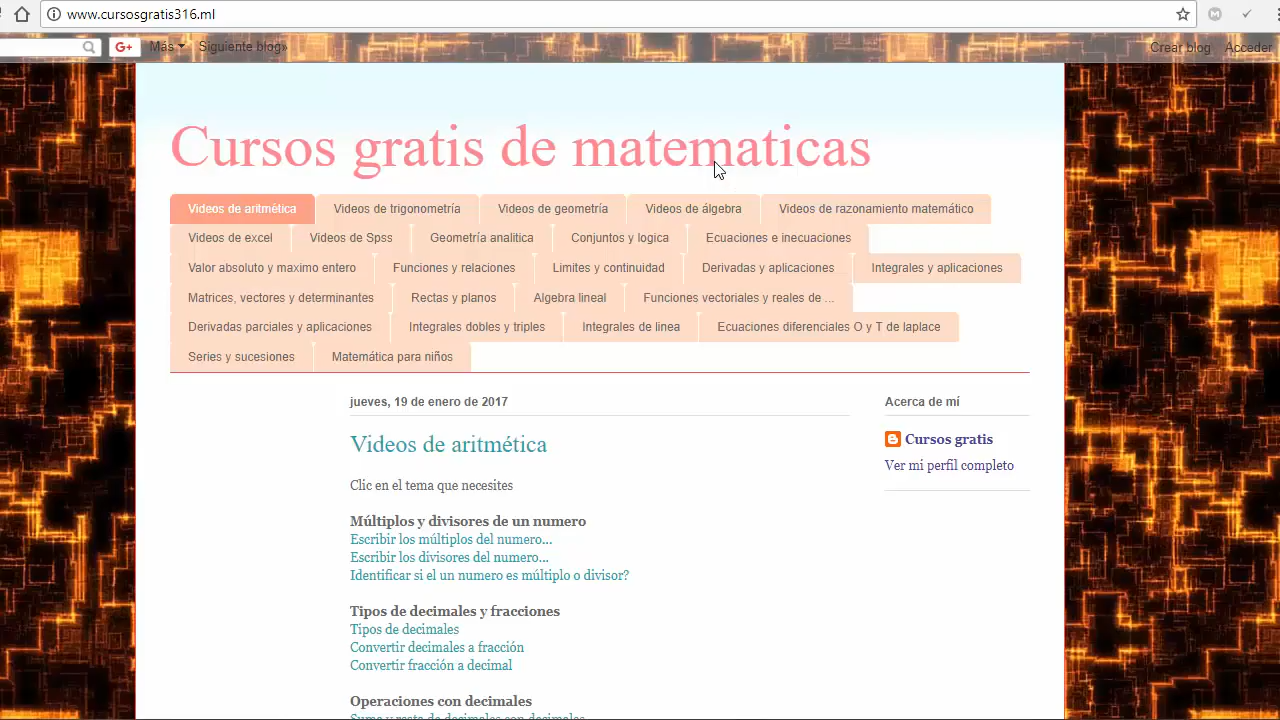 www.cursosgratis316.ml
G+ Más Siguiente blog» Crear blog Acceder
Cursos gratis de matematicas
Videos de aritmètica Videos de trigonometría Videos de geometría Videos de álgebra Videos de razonamiento matemático
Videos de excel Videos de Spss Geometría analitica Conjuntos y logica Ecuaciones e inecuaciones
Valor absoluto y maximo entero Funciones y relaciones Limites y continuidad Derivadas y aplicaciones Integrales y aplicaciones
Matrices, vectores y determinantes Rectas y planos Algebra lineal Funciones vectoriales y reales de ...
Derivadas parciales y aplicaciones Integrales dobles y triples Integrales de linea Ecuaciones diferenciales O y T de laplace
Series y sucesiones Matemática para niños
jueves, 19 de enero de 2017
Acerca de mí
Videos de aritmética
Cursos gratis
Ver mi perfil completo
Clic en el tema que necesites
Múltiplos y divisores de un numero
Escribir los múltiplos del numero...
Escribir los divisores del numero...
Identificar si el un numero es múltiplo o divisor?
Tipos de decimales y fracciones
Tipos de decimales
Convertir decimales a fracción
Convertir fracción a decimal
Operaciones con decimales
Suma y resta de decimales con decimales